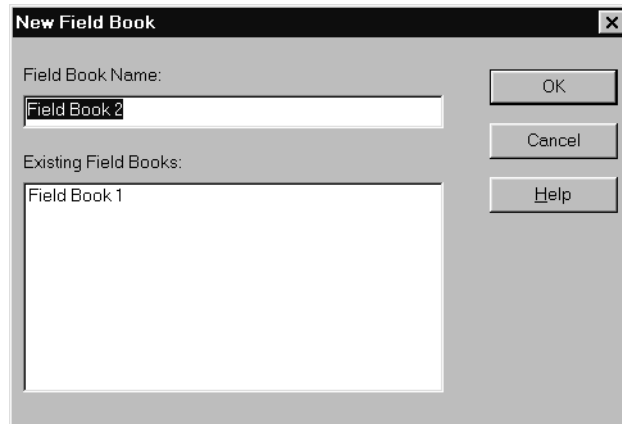 New Field Book
Field Book Name:
Field Book 2
Existing Field Books:
Field Book 1
OK
Cancel
Help